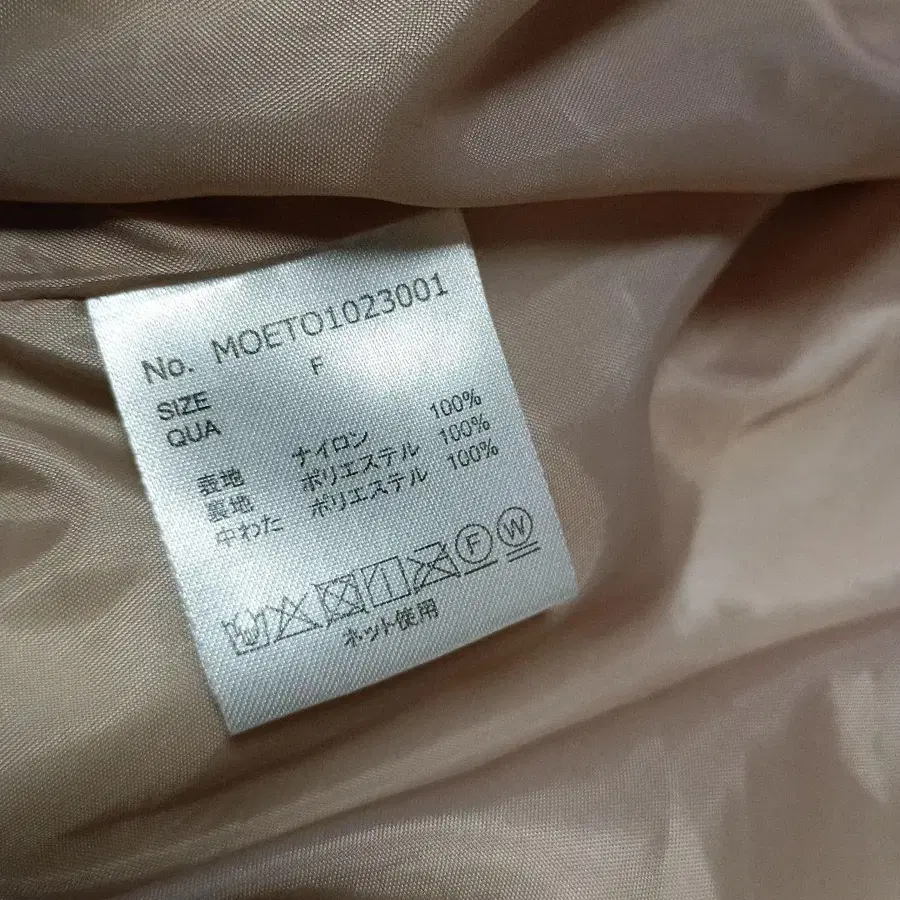 No. MOETO1023001
SIZE F
QUA
表地 ナイロン 100%
裏地 ポリエステル 100%
中わた ポリエステル 100%
F W
ネット使用